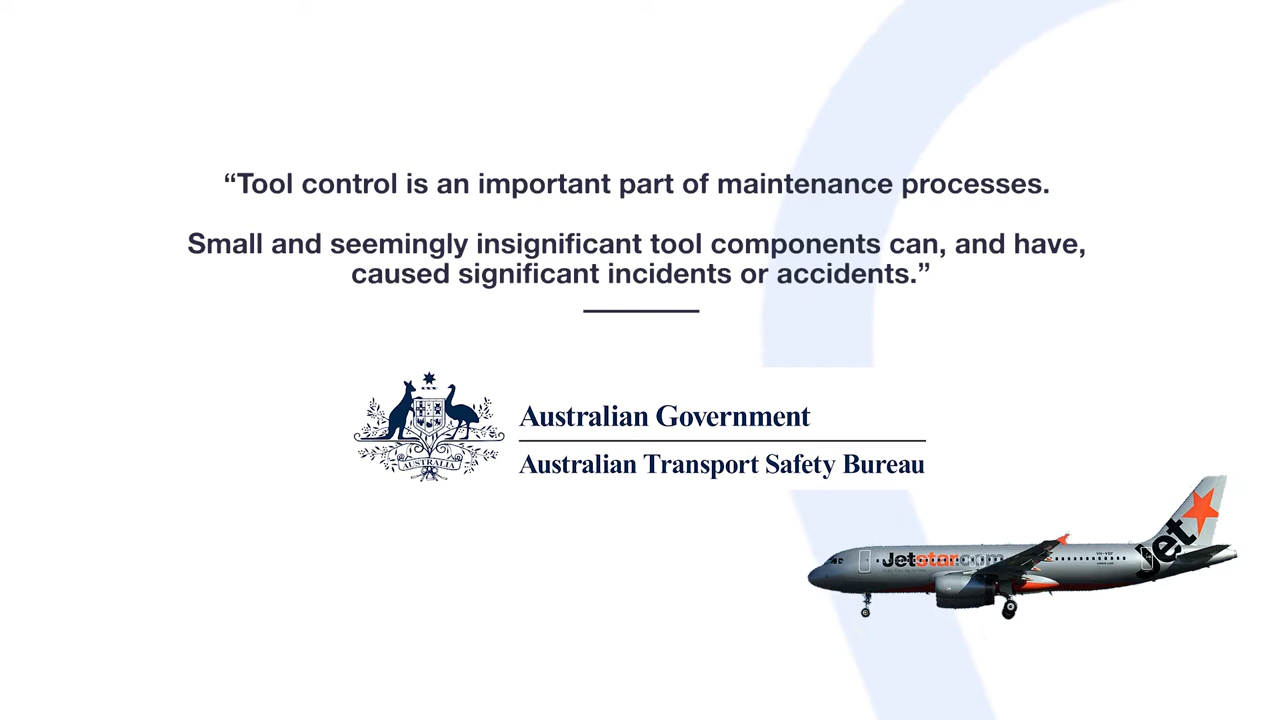 “Tool control is an important part of maintenance processes.
Small and seemingly insignificant tool components can, and have,
caused significant incidents or accidents.”
AUSTRALIA
Australian Government
Australian Transport Safety Bureau
Jetstar.com
Jet